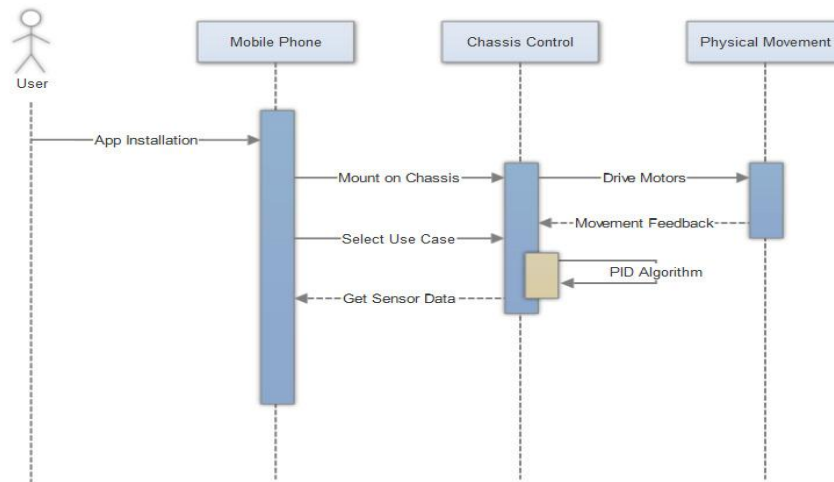 Mobile Phone
Chassis Control
Physical Movement
User
App Installation
Mount on Chassis
Drive Motors
Movement Feedback
Select Use Case
PID Algorithm
Get Sensor Data